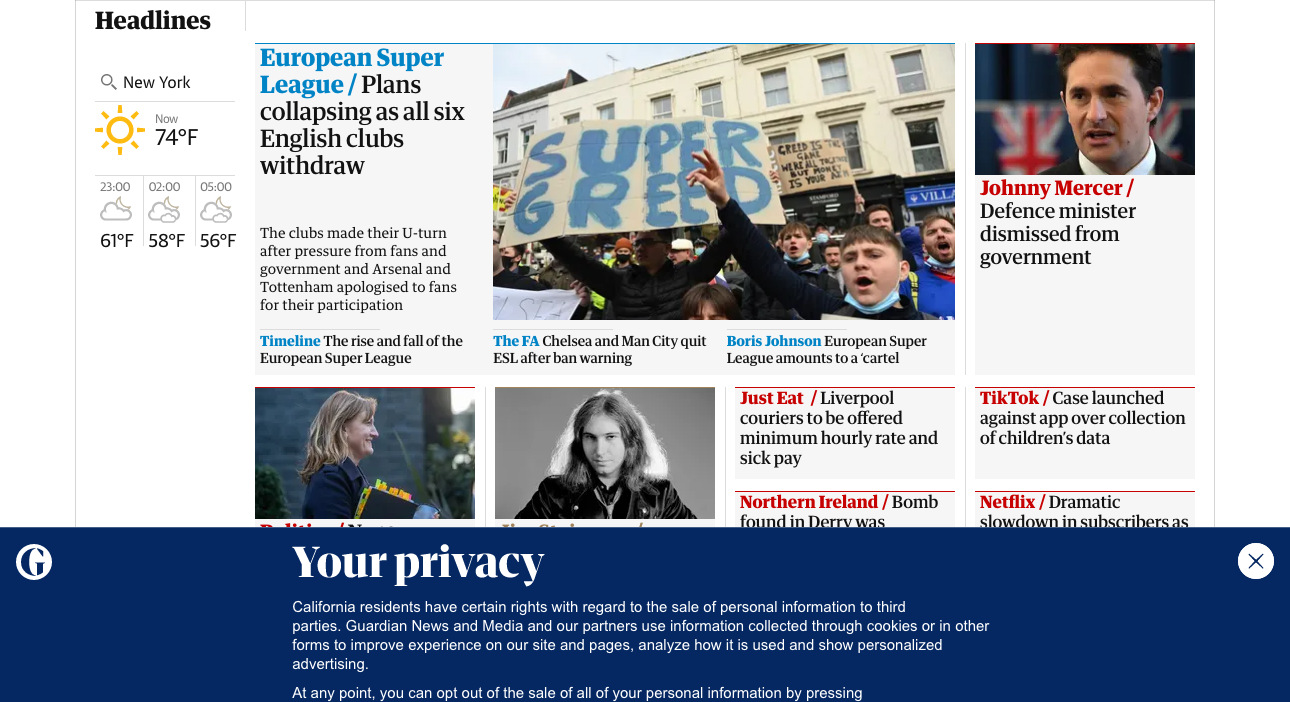 Headlines
New York
Now
74°F
23:00
02:00
05:00
61°F
58°F
56°F
European Super
League / Plans
collapsing as all six
English clubs
withdraw
The clubs made their U-turn
after pressure from fans and
government and Arsenal and
Tottenham apologised to fans
for their participation
SUPER
GREED
GREED IS THE
GAME
WERE ALL TOGETHER
BUT MONEY
IS YOUR AIM
STAMFORD
VILLA
Timeline The rise and fall of the
European Super League
The FA Chelsea and Man City quit
ESL after ban warning
Boris Johnson European Super
League amounts to a ‘cartel
Johnny Mercer /
Defence minister
dismissed from
government
Just Eat / Liverpool
couriers to be offered
minimum hourly rate and
sick pay
TikTok / Case launched
against app over collection
of children’s data
Northern Ireland / Bomb
found in Derry was
Netflix / Dramatic
slowdown in subscribers as
Your privacy
California residents have certain rights with regard to the sale of personal information to third
parties. Guardian News and Media and our partners use information collected through cookies or in other
forms to improve experience on our site and pages, analyze how it is used and show personalized
advertising.
At any point, you can opt out of the sale of all of your personal information by pressing